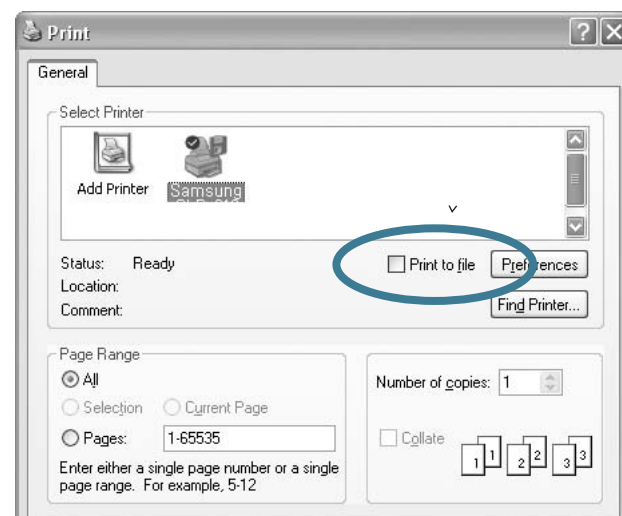 Print
General
Select Printer
Add Printer
Samsung
Status: Ready
Print to file
Preferences
Location:
Comment:
Find Printer...
Page Range
All
Selection
Current Page
Pages:
1-65535
Enter either a single page number or a single
page range. For example, 5-12
Number of copies: 1
Collate
1 1 2 2 3 3